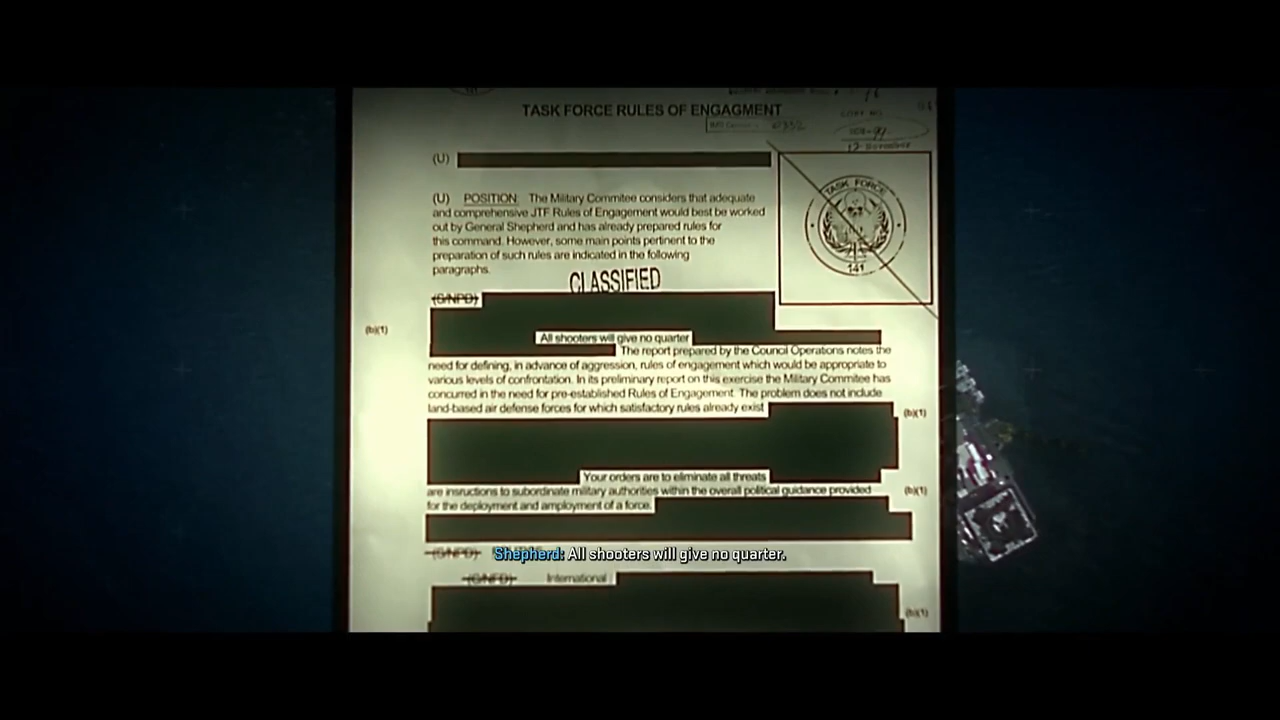 TASK FORCE RULES OF ENGAGMENT
COPY NO
(U)
TASK FORCE
141
(U) POSITION: The Military Commitee considers that adequate
and comprehensive JTF Rules of Engagement would best be worked
out by General Shepherd and has already prepared rules for
this command. However, some main points pertinent to the
preparation of such rules are indicated in the following
paragraphs.
CLASSIFIED
(S/NPD)
(b)(1)
All shooters will give no quarter
The report prepared by the Council Operations notes the
need for defining, in advance of aggression, rules of engagement which would be appropriate to
various levels of confrontation. In its preliminary report on this exercise the Military Commitee has
concurred in the need for pre-established Rules of Engagement. The problem does not include
land-based air defense forces for which satisfactory rules already exist
(b)(1)
Your orders are to eliminate all threats
are insructions to subordinate military authorities within the overall political guidance provided
(b)(1)
for the deployment and amployment of a force.
Shepherd: All shooters will give no quarter.
International
(b)(1)